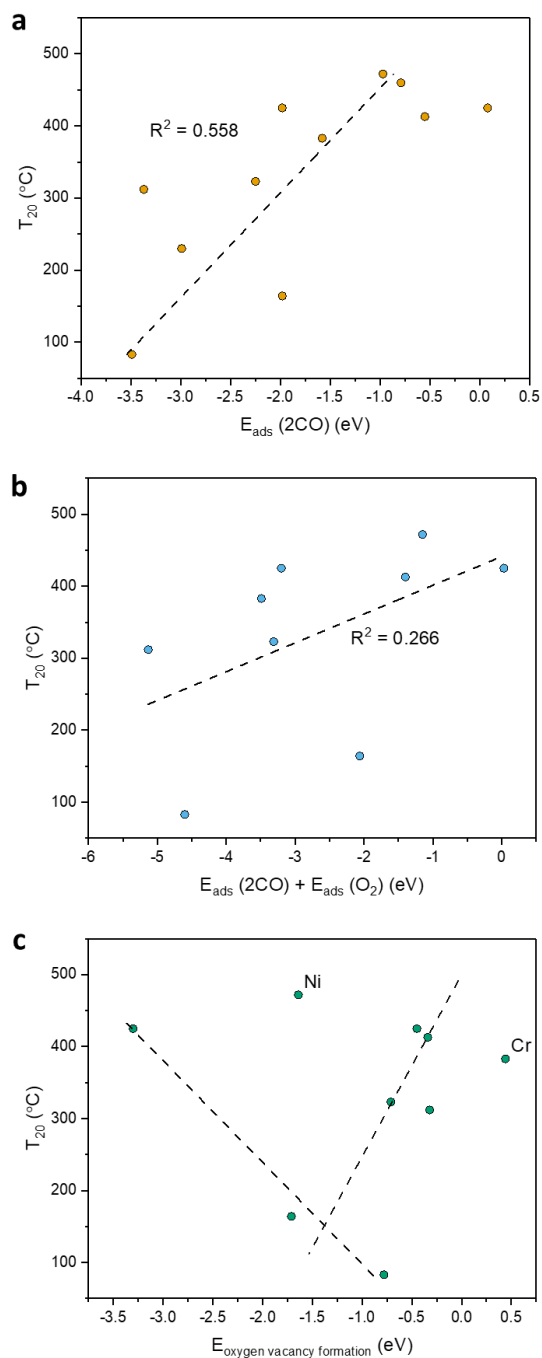 a
500
400
300
200
100
T₂₀ (°C)
R² = 0.558
-4.0 -3.5 -3.0 -2.5 -2.0 -1.5 -1.0 -0.5 0.0 0.5
E_ads (2CO) (eV)
b
500
400
300
200
100
T₂₀ (°C)
R² = 0.266
-6 -5 -4 -3 -2 -1 0
E_ads (2CO) + E_ads (O₂) (eV)
c
500
400
300
200
100
T₂₀ (°C)
Ni
Cr
-3.5 -3.0 -2.5 -2.0 -1.5 -1.0 -0.5 0.0 0.5
E_oxygen vacancy formation (eV)